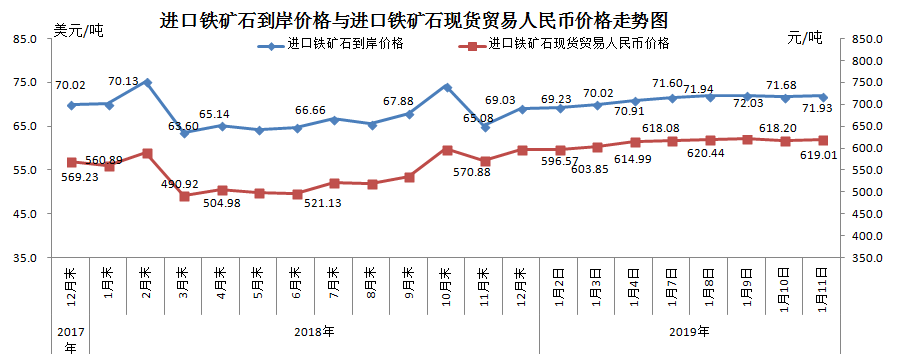 进口铁矿石到岸价格与进口铁矿石现货贸易人民币价格走势图
美元/吨
元/吨
进口铁矿石到岸价格
进口铁矿石现货贸易人民币价格
85.0
75.0
65.0
55.0
45.0
35.0
850.0
800.0
750.0
700.0
650.0
600.0
550.0
500.0
450.0
400.0
350.0
70.02
70.13
63.60
65.14
66.66
67.88
65.08
69.03
69.23
70.02
70.91
71.60
71.94
72.03
71.68
71.93
569.23
560.89
490.92
504.98
521.13
570.88
596.57
603.85
614.99
618.08
620.44
618.20
619.01
12月末
1月末
2月末
3月末
4月末
5月末
6月末
7月末
8月末
9月末
10月末
11月末
12月末
1月2日
1月3日
1月4日
1月7日
1月8日
1月9日
1月10日
1月11日
2017
年
2018年
2019年